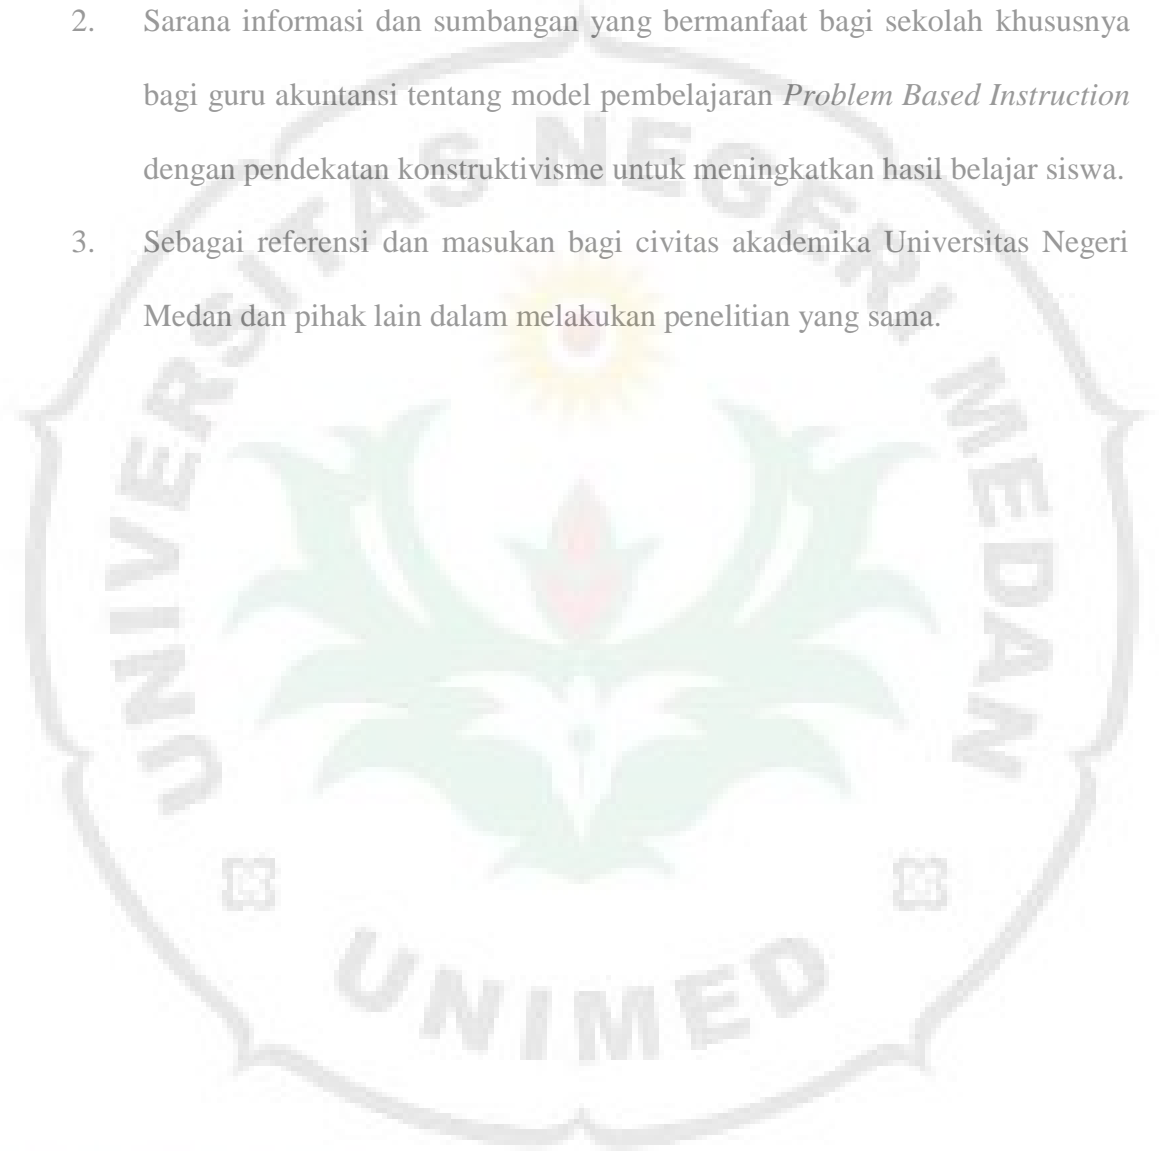 2. Sarana informasi dan sumbangan yang bermanfaat bagi sekolah khususnya
bagi guru akuntansi tentang model pembelajaran Problem Based Instruction
dengan pendekatan konstruktivisme untuk meningkatkan hasil belajar siswa.
3. Sebagai referensi dan masukan bagi civitas akademika Universitas Negeri
Medan dan pihak lain dalam melakukan penelitian yang sama.
UNIVERSITAS NEGERI MEDAN
UNIMED